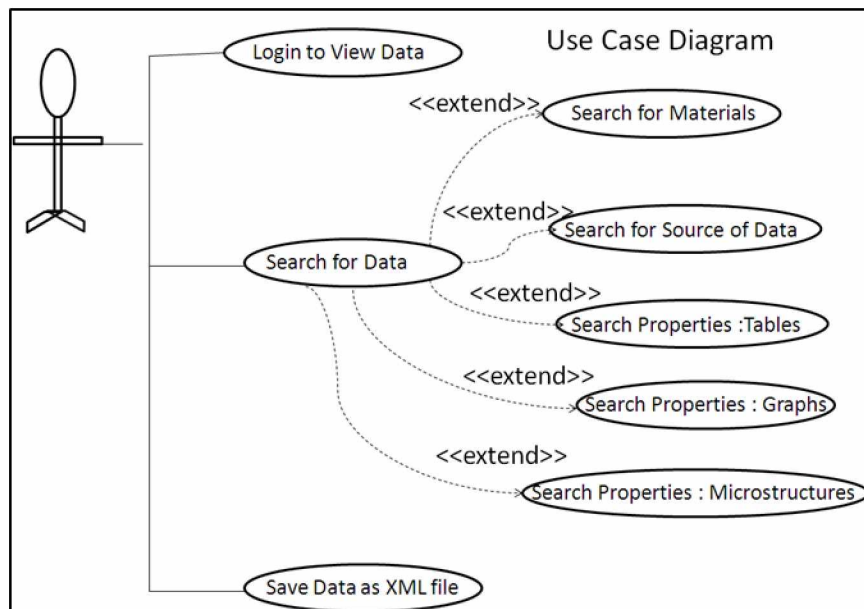 Login to View Data
Use Case Diagram
<<extend>>
Search for Materials
<<extend>>
Search for Source of Data
Search for Data
<<extend>>
Search Properties :Tables
<<extend>>
Search Properties : Graphs
<<extend>>
Search Properties : Microstructures
Save Data as XML file